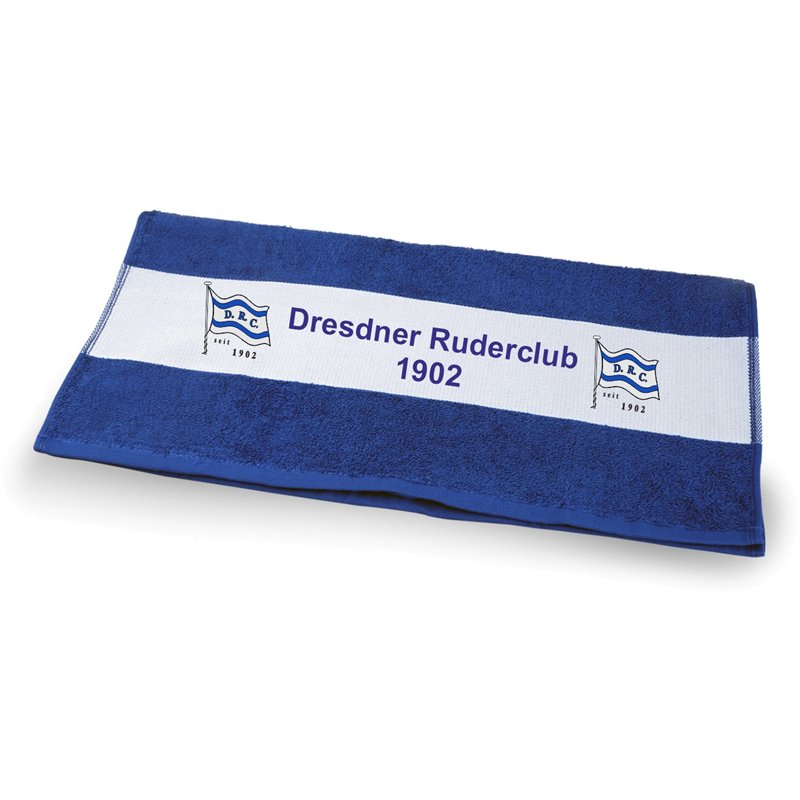 D. R. C.
seit
1902
Dresdner Ruderclub
1902
D. R. C.
seit
1902